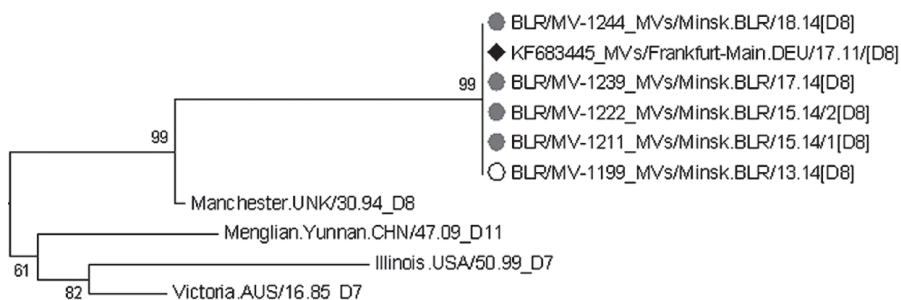 BLR/MV-1244_MVs/Minsk.BLR/18.14[D8]
KF683445_MVs/Frankfurt-Main.DEU/17.11/[D8]
99
BLR/MV-1239_MVs/Minsk.BLR/17.14[D8]
BLR/MV-1222_MVs/Minsk.BLR/15.14/2[D8]
99
BLR/MV-1211_MVs/Minsk.BLR/15.14/1[D8]
BLR/MV-1199_MVs/Minsk.BLR/13.14[D8]
Manchester.UNK/30.94_D8
Menglian.Yunnan.CHN/47.09_D11
61
Illinois.USA/50.99_D7
82
Victoria.AUS/16.85_D7